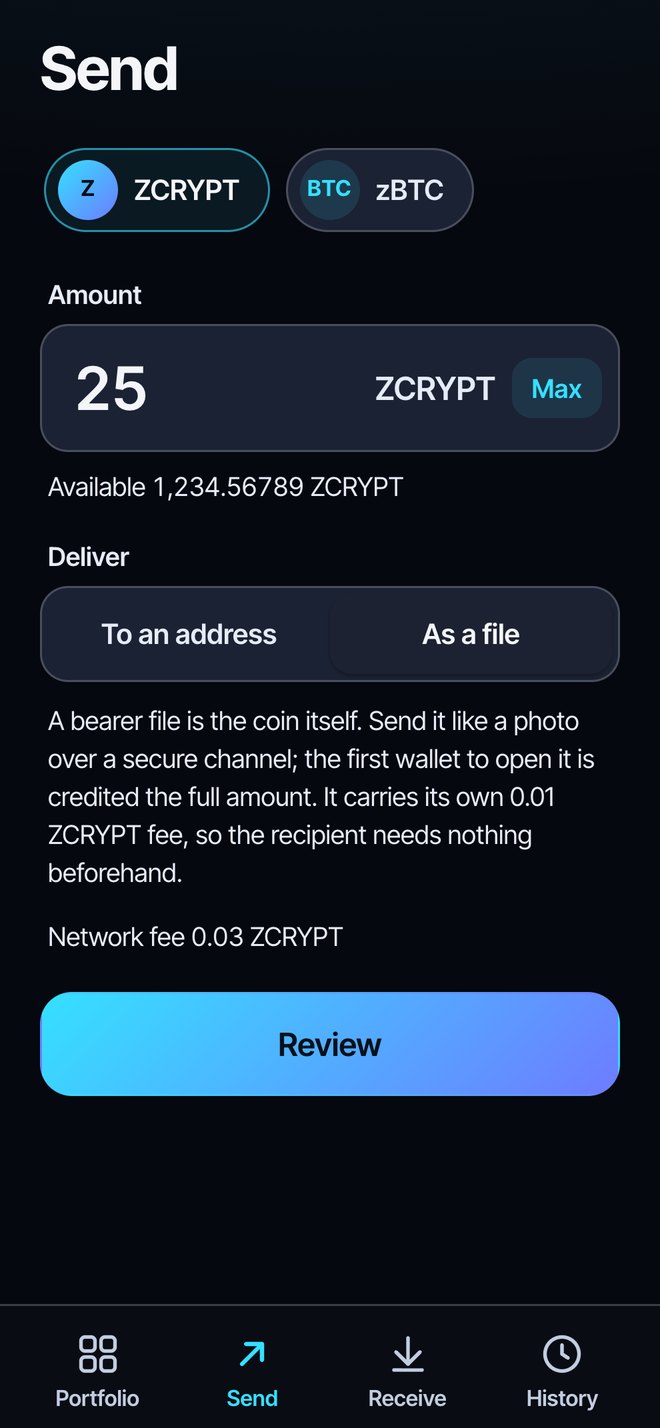 Send
Z ZCRYPT BTC zBTC
Amount
25 ZCRYPT Max
Available 1,234.56789 ZCRYPT
Deliver
To an address As a file
A bearer file is the coin itself. Send it like a photo
over a secure channel; the first wallet to open it is
credited the full amount. It carries its own 0.01
ZCRYPT fee, so the recipient needs nothing
beforehand.
Network fee 0.03 ZCRYPT
Review
Portfolio Send Receive History